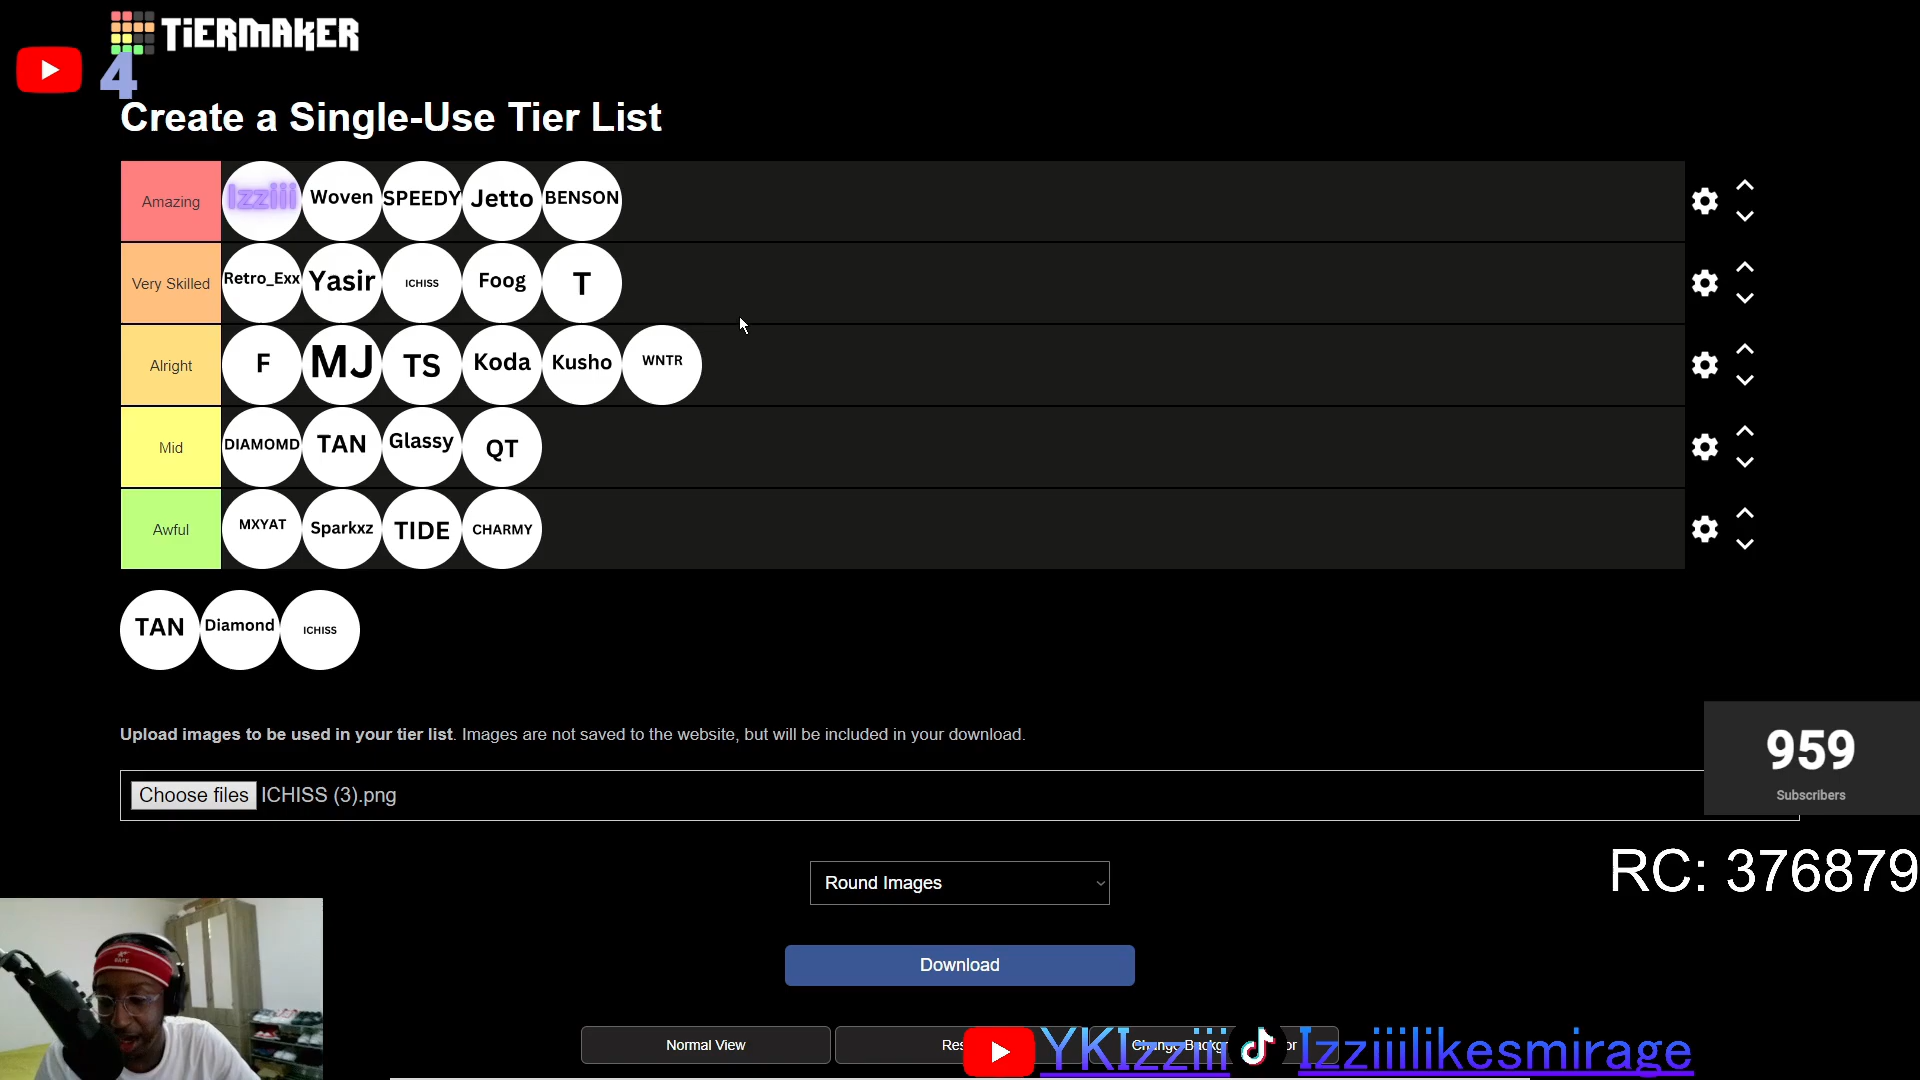 TiERMAKER
4
Create a Single-Use Tier List
Amazing Izziii Woven SPEEDY Jetto BENSON
Very Skilled Retro_Exx Yasir ICHISS Foog T
Alright F MJ TS Koda Kusho WNTR
Mid DIAMOMD TAN Glassy QT
Awful MXYAT Sparkxz TIDE CHARMY
TAN Diamond ICHISS
Upload images to be used in your tier list. Images are not saved to the website, but will be included in your download.
959
Subscribers
Choose files ICHISS (3).png
RC: 376879
Round Images
Download
Normal View
YKIzziii Izziiilikesmirage